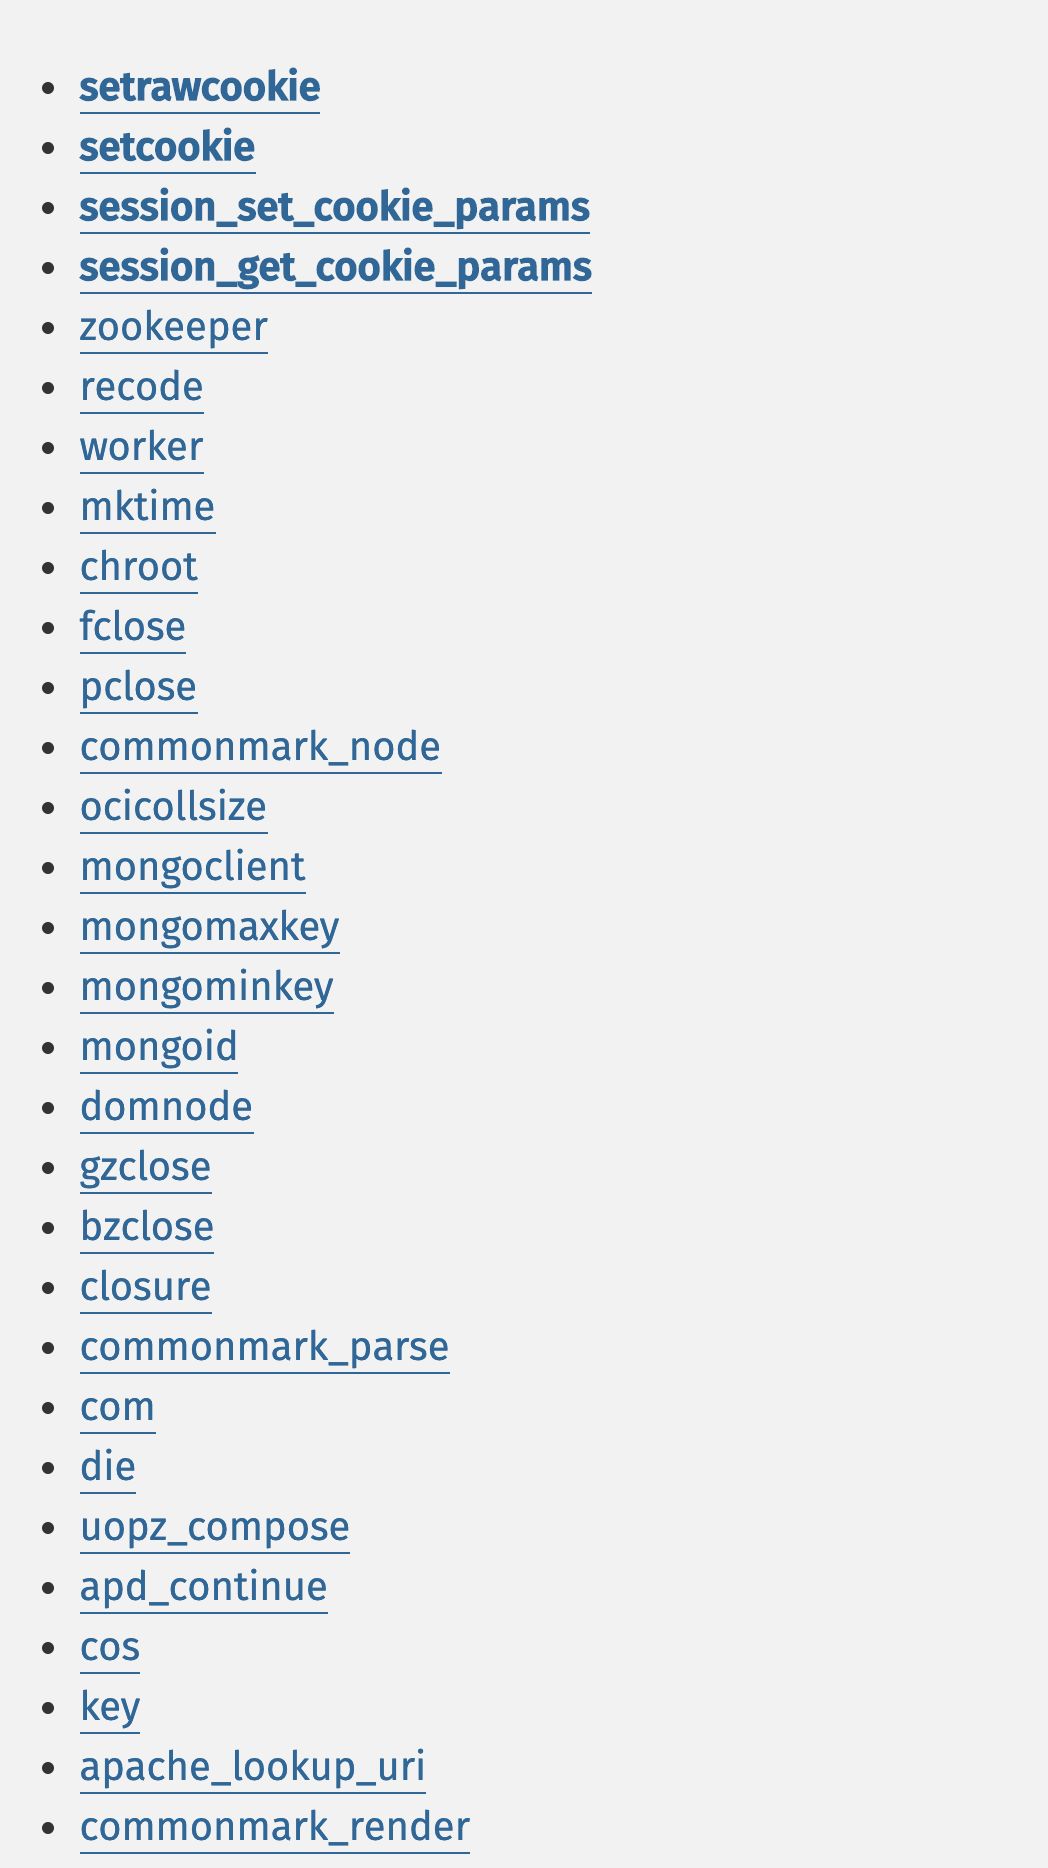 setrawcookie
setcookie
session_set_cookie_params
session_get_cookie_params
zookeeper
recode
worker
mktime
chroot
fclose
pclose
commonmark_node
ocicollsize
mongoclient
mongomaxkey
mongominkey
mongoid
domnode
gzclose
bzclose
closure
commonmark_parse
com
die
uopz_compose
apd_continue
cos
key
apache_lookup_uri
commonmark_render